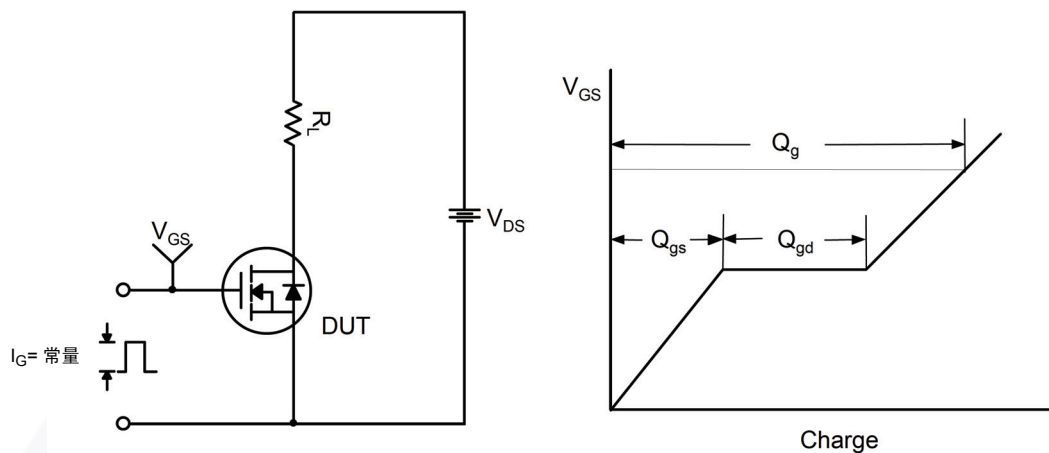 R_L
V_GS
V_DS
DUT
I_G= 常量
V_GS
Q_g
Q_gs
Q_gd
Charge